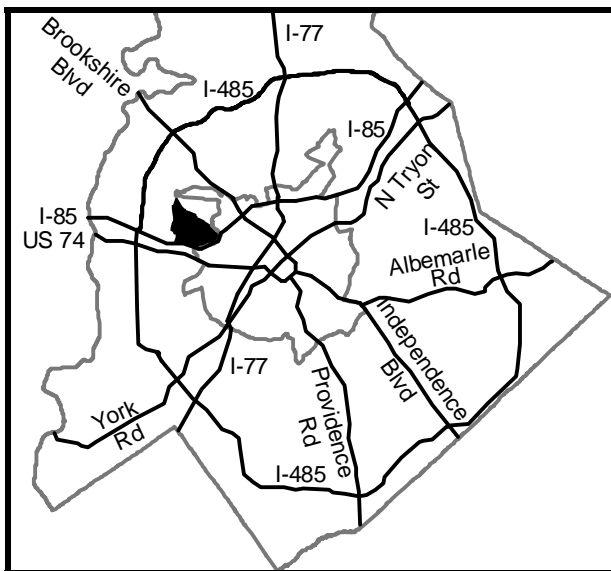 I-77
Brookshire
Blvd
I-485
I-85
N Tryon
St
I-85
US 74
I-485
Albemarle
Rd
Independence
Blvd
I-77
Providence
Rd
York
Rd
I-485